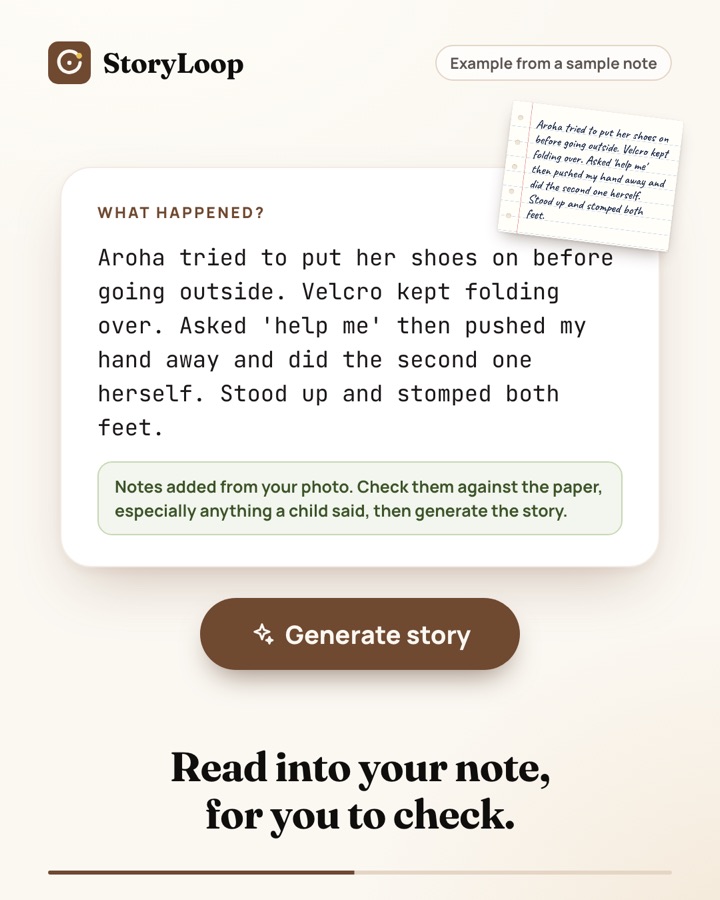 StoryLoop
Example from a sample note
Aroha tried to put her shoes on
before going outside. Velcro kept
folding over. Asked 'help me'
then pushed my hand away and
did the second one herself.
Stood up and stomped both
feet.
WHAT HAPPENED?
Aroha tried to put her shoes on before
going outside. Velcro kept folding
over. Asked 'help me' then pushed my
hand away and did the second one
herself. Stood up and stomped both
feet.
Notes added from your photo. Check them against the paper,
especially anything a child said, then generate the story.
Generate story
Read into your note,
for you to check.